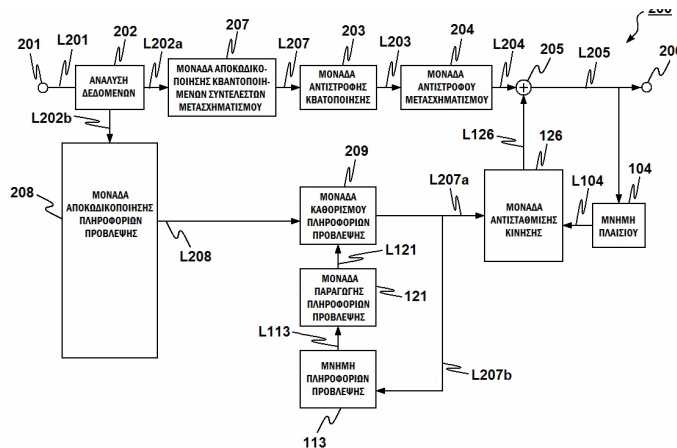 200
201
L201
202
L202a
207
L207
203
L203
204
L204
205
L205
206
ΑΝΑΛΥΣΗ
ΔΕΔΟΜΕΝΩΝ
ΜΟΝΑΔΑ
ΑΠΟΚΩΔΙΚΟ-
ΠΟΙΗΣΗΣ ΚΒΑΝΤΟΠΟΙΗ-
ΜΕΝΩΝ ΣΥΝΤΕΛΕΣΤΩΝ
ΜΕΤΑΣΧΗΜΑΤΙΣΜΟΥ
ΜΟΝΑΔΑ
ΑΝΤΙΣΤΡΟΦΗΣ
ΚΒΑΤΟΠΟΙΗΣΗΣ
ΜΟΝΑΔΑ
ΑΝΤΙΣΤΡΟΦΟΥ
ΜΕΤΑΣΧΗΜΑΤΙΣΜΟΥ
L202b
L126
126
L104
104
208
ΜΟΝΑΔΑ
ΑΠΟΚΩΔΙΚΟΠΟΙΗΣΗΣ
ΠΛΗΡΟΦΟΡΙΩΝ
ΠΡΟΒΛΕΨΗΣ
L208
209
ΜΟΝΑΔΑ
ΚΑΘΟΡΙΣΜΟΥ
ΠΛΗΡΟΦΟΡΙΩΝ
ΠΡΟΒΛΕΨΗΣ
L207a
ΜΟΝΑΔΑ
ΑΝΤΙΣΤΑΘΜΙΣΗΣ
ΚΙΝΗΣΗΣ
ΜΝΗΜΗ
ΠΛΑΙΣΙΟΥ
L121
ΜΟΝΑΔΑ
ΠΑΡΑΓΩΓΗΣ
ΠΛΗΡΟΦΟΡΙΩΝ
ΠΡΟΒΛΕΨΗΣ
121
L113
ΜΝΗΜΗ
ΠΛΗΡΟΦΟΡΙΩΝ
ΠΡΟΒΛΕΨΗΣ
L207b
113